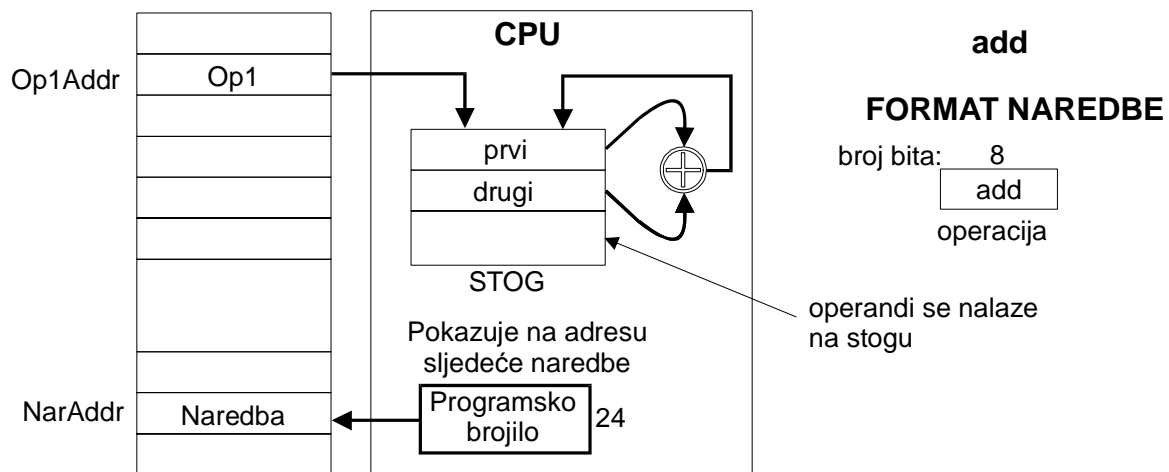 CPU
add
Op1Addr
Op1
FORMAT NAREDBE
prvi
broj bita: 8
drugi
add
operacija
STOG
operandi se nalaze
na stogu
Pokazuje na adresu
sljedeće naredbe
NarAddr
Naredba
Programsko
brojilo
24